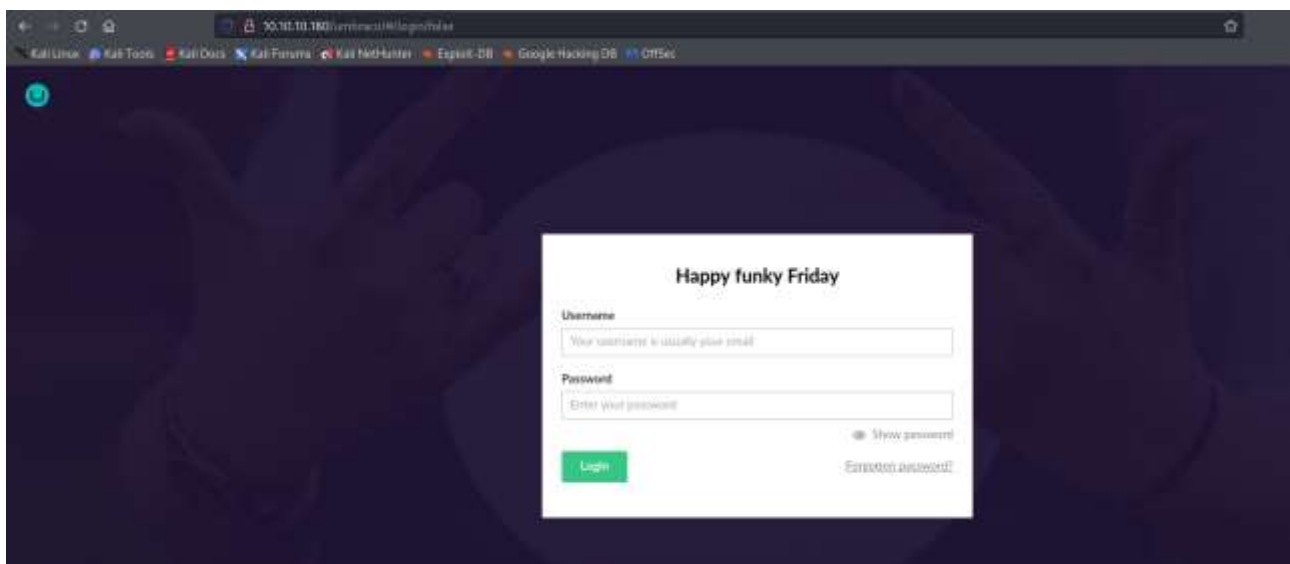 10.10.10.180/umbraco/#/login/false
Kali Linux Kali Tools Kali Docs Kali Forums Kali NetHunter Exploit-DB Google Hacking DB OffSec
Happy funky Friday
Username
Your username is usually your email
Password
Enter your password
Show password
Login Forgotten password?